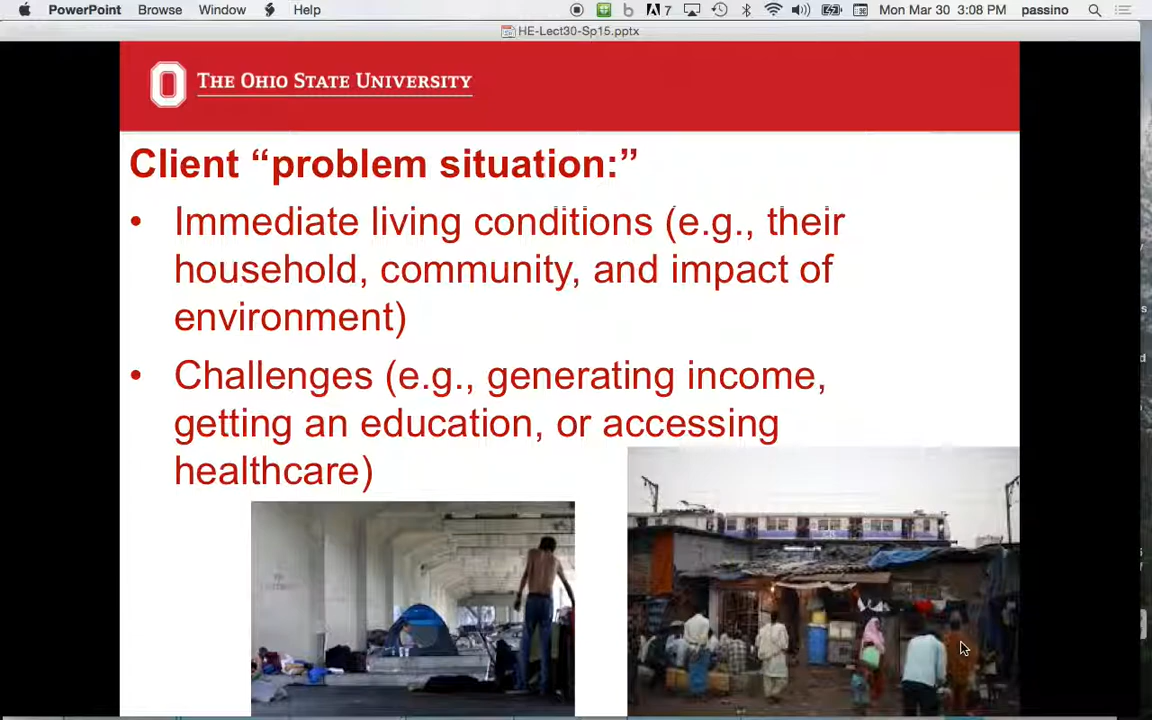 PowerPoint Browse Window Help 7 Mon Mar 30 3:08 PM passino
HE-Lect30-Sp15.pptx
THE OHIO STATE UNIVERSITY
Client “problem situation:”
• Immediate living conditions (e.g., their
household, community, and impact of
environment)
• Challenges (e.g., generating income,
getting an education, or accessing
healthcare)